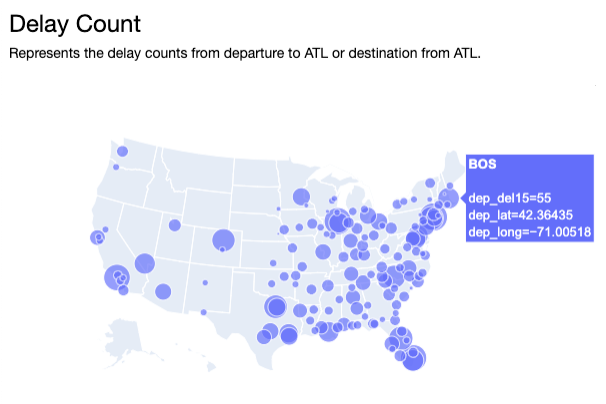 Delay Count
Represents the delay counts from departure to ATL or destination from ATL.
BOS
dep_del15=55
dep_lat=42.36435
dep_long=−71.00518